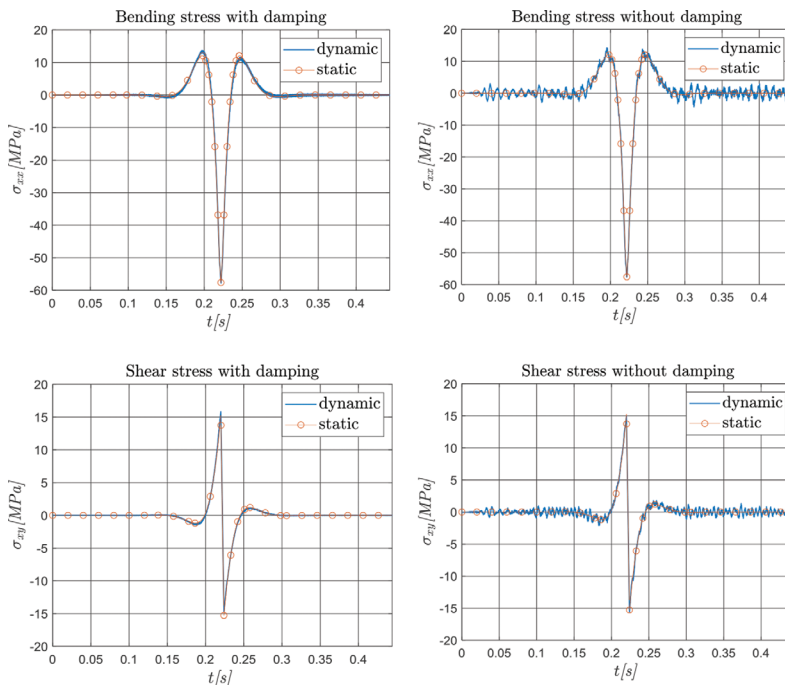 Bending stress with damping
20
10
0
-10
-20
-30
-40
-50
-60
σxx[MPa]
0 0.05 0.1 0.15 0.2 0.25 0.3 0.35 0.4
t[s]
dynamic
static
Bending stress without damping
20
10
0
-10
-20
-30
-40
-50
-60
σxx[MPa]
0 0.05 0.1 0.15 0.2 0.25 0.3 0.35 0.4
t[s]
dynamic
static
Shear stress with damping
20
15
10
5
0
-5
-10
-15
-20
σxy[MPa]
0 0.05 0.1 0.15 0.2 0.25 0.3 0.35 0.4
t[s]
dynamic
static
Shear stress without damping
20
15
10
5
0
-5
-10
-15
-20
σxy[MPa]
0 0.05 0.1 0.15 0.2 0.25 0.3 0.35 0.4
t[s]
dynamic
static